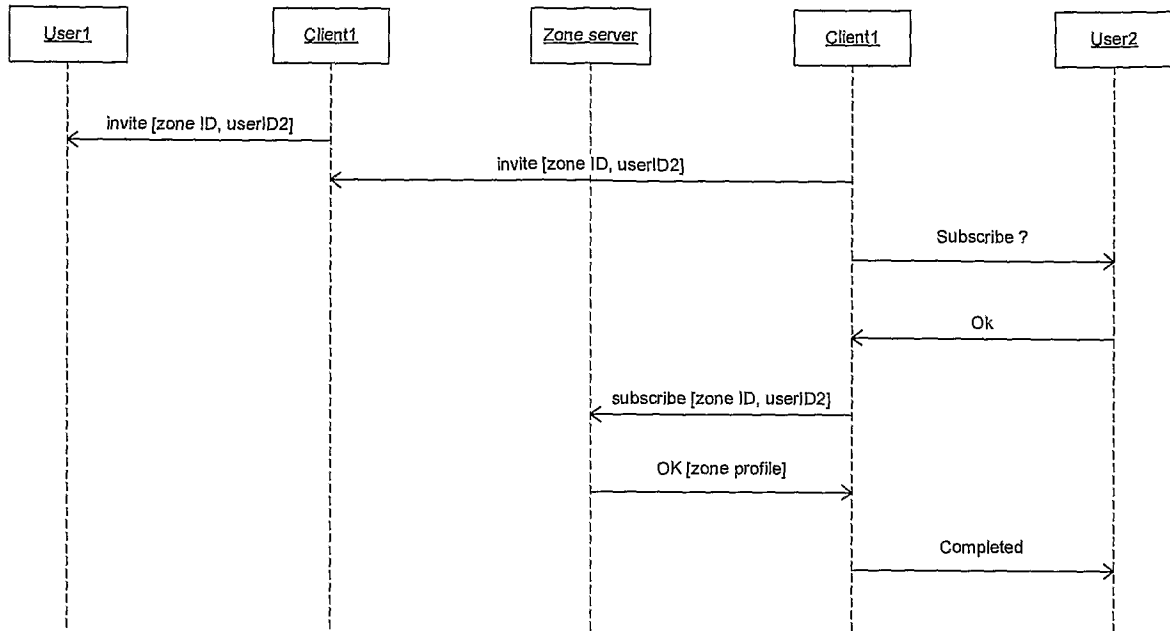 User1
Client1
Zone server
Client1
User2
invite [zone ID, userID2]
invite [zone ID, userID2]
Subscribe ?
Ok
subscribe [zone ID, userID2]
OK [zone profile]
Completed